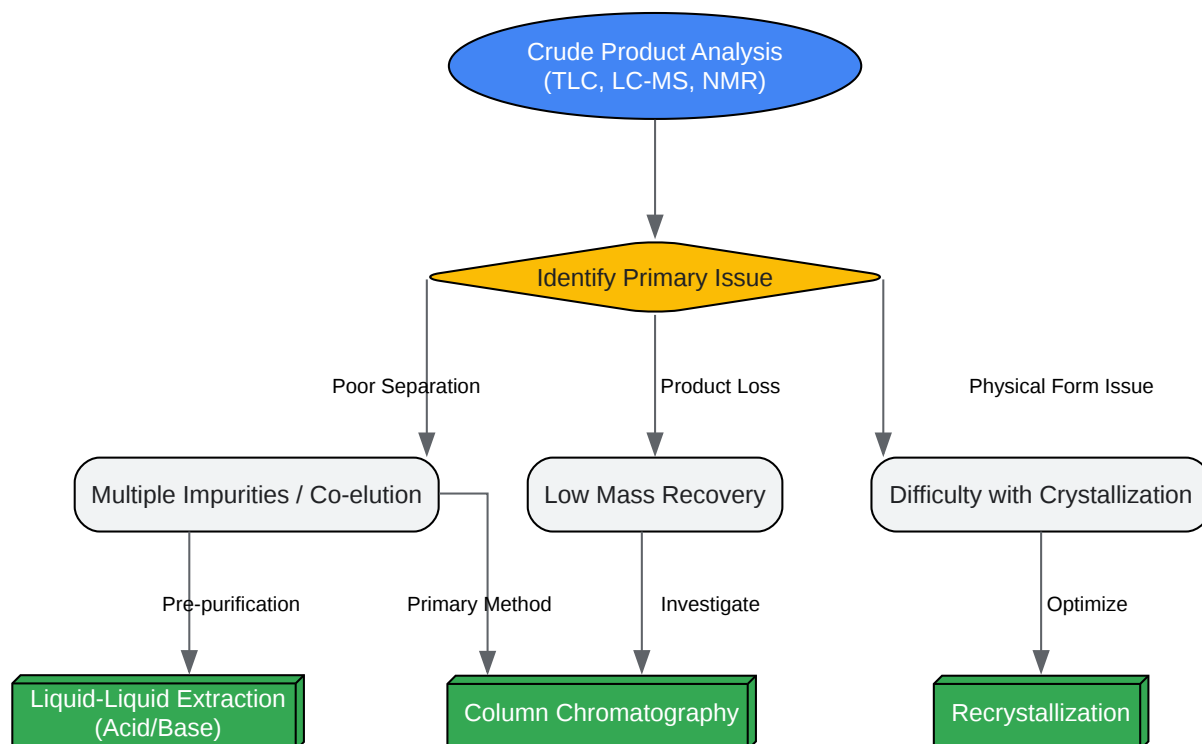 Crude Product Analysis
(TLC, LC-MS, NMR)
Identify Primary Issue
Poor Separation
Product Loss
Physical Form Issue
Multiple Impurities / Co-elution
Low Mass Recovery
Difficulty with Crystallization
Pre-purification
Primary Method
Investigate
Optimize
Liquid-Liquid Extraction
(Acid/Base)
Column Chromatography
Recrystallization